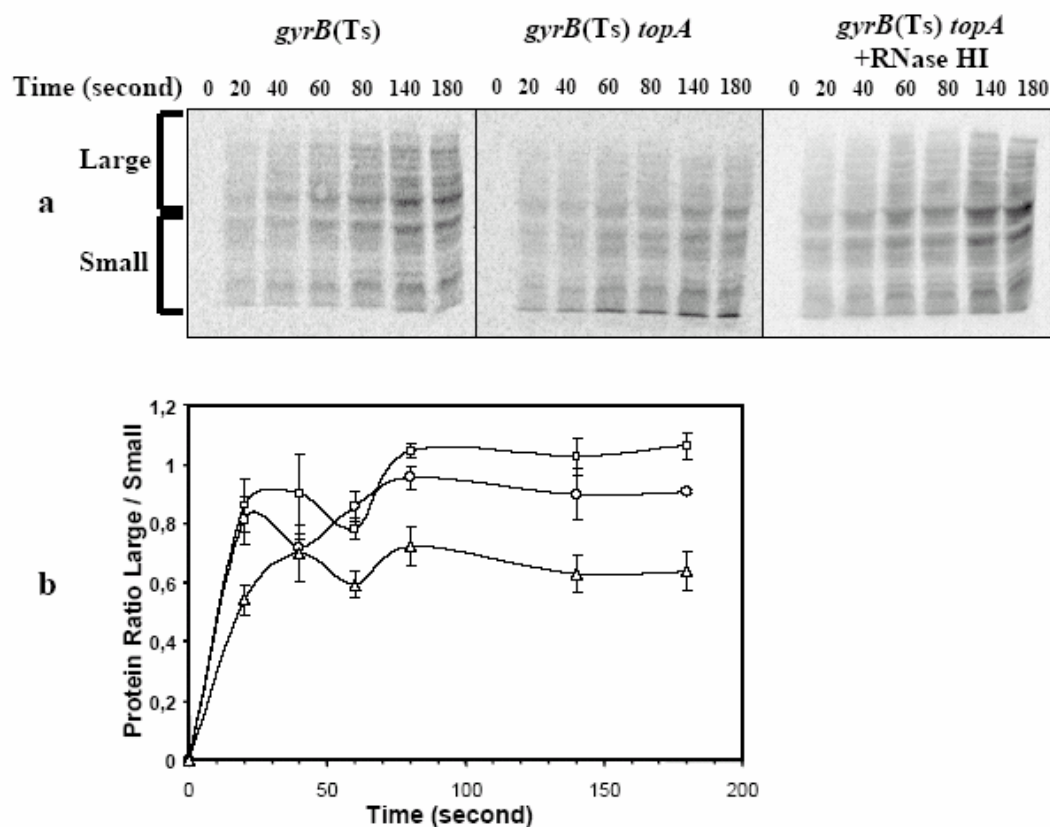 gyrB(Ts) gyrB(Ts) topA gyrB(Ts) topA
+RNase HI
Time (second) 0 20 40 60 80 140 180 0 20 40 60 80 140 180 0 20 40 60 80 140 180
Large
a
Small
b
Protein Ratio Large / Small
1,2
1
0,8
0,6
0,4
0,2
0
0 50 100 150 200
Time (second)